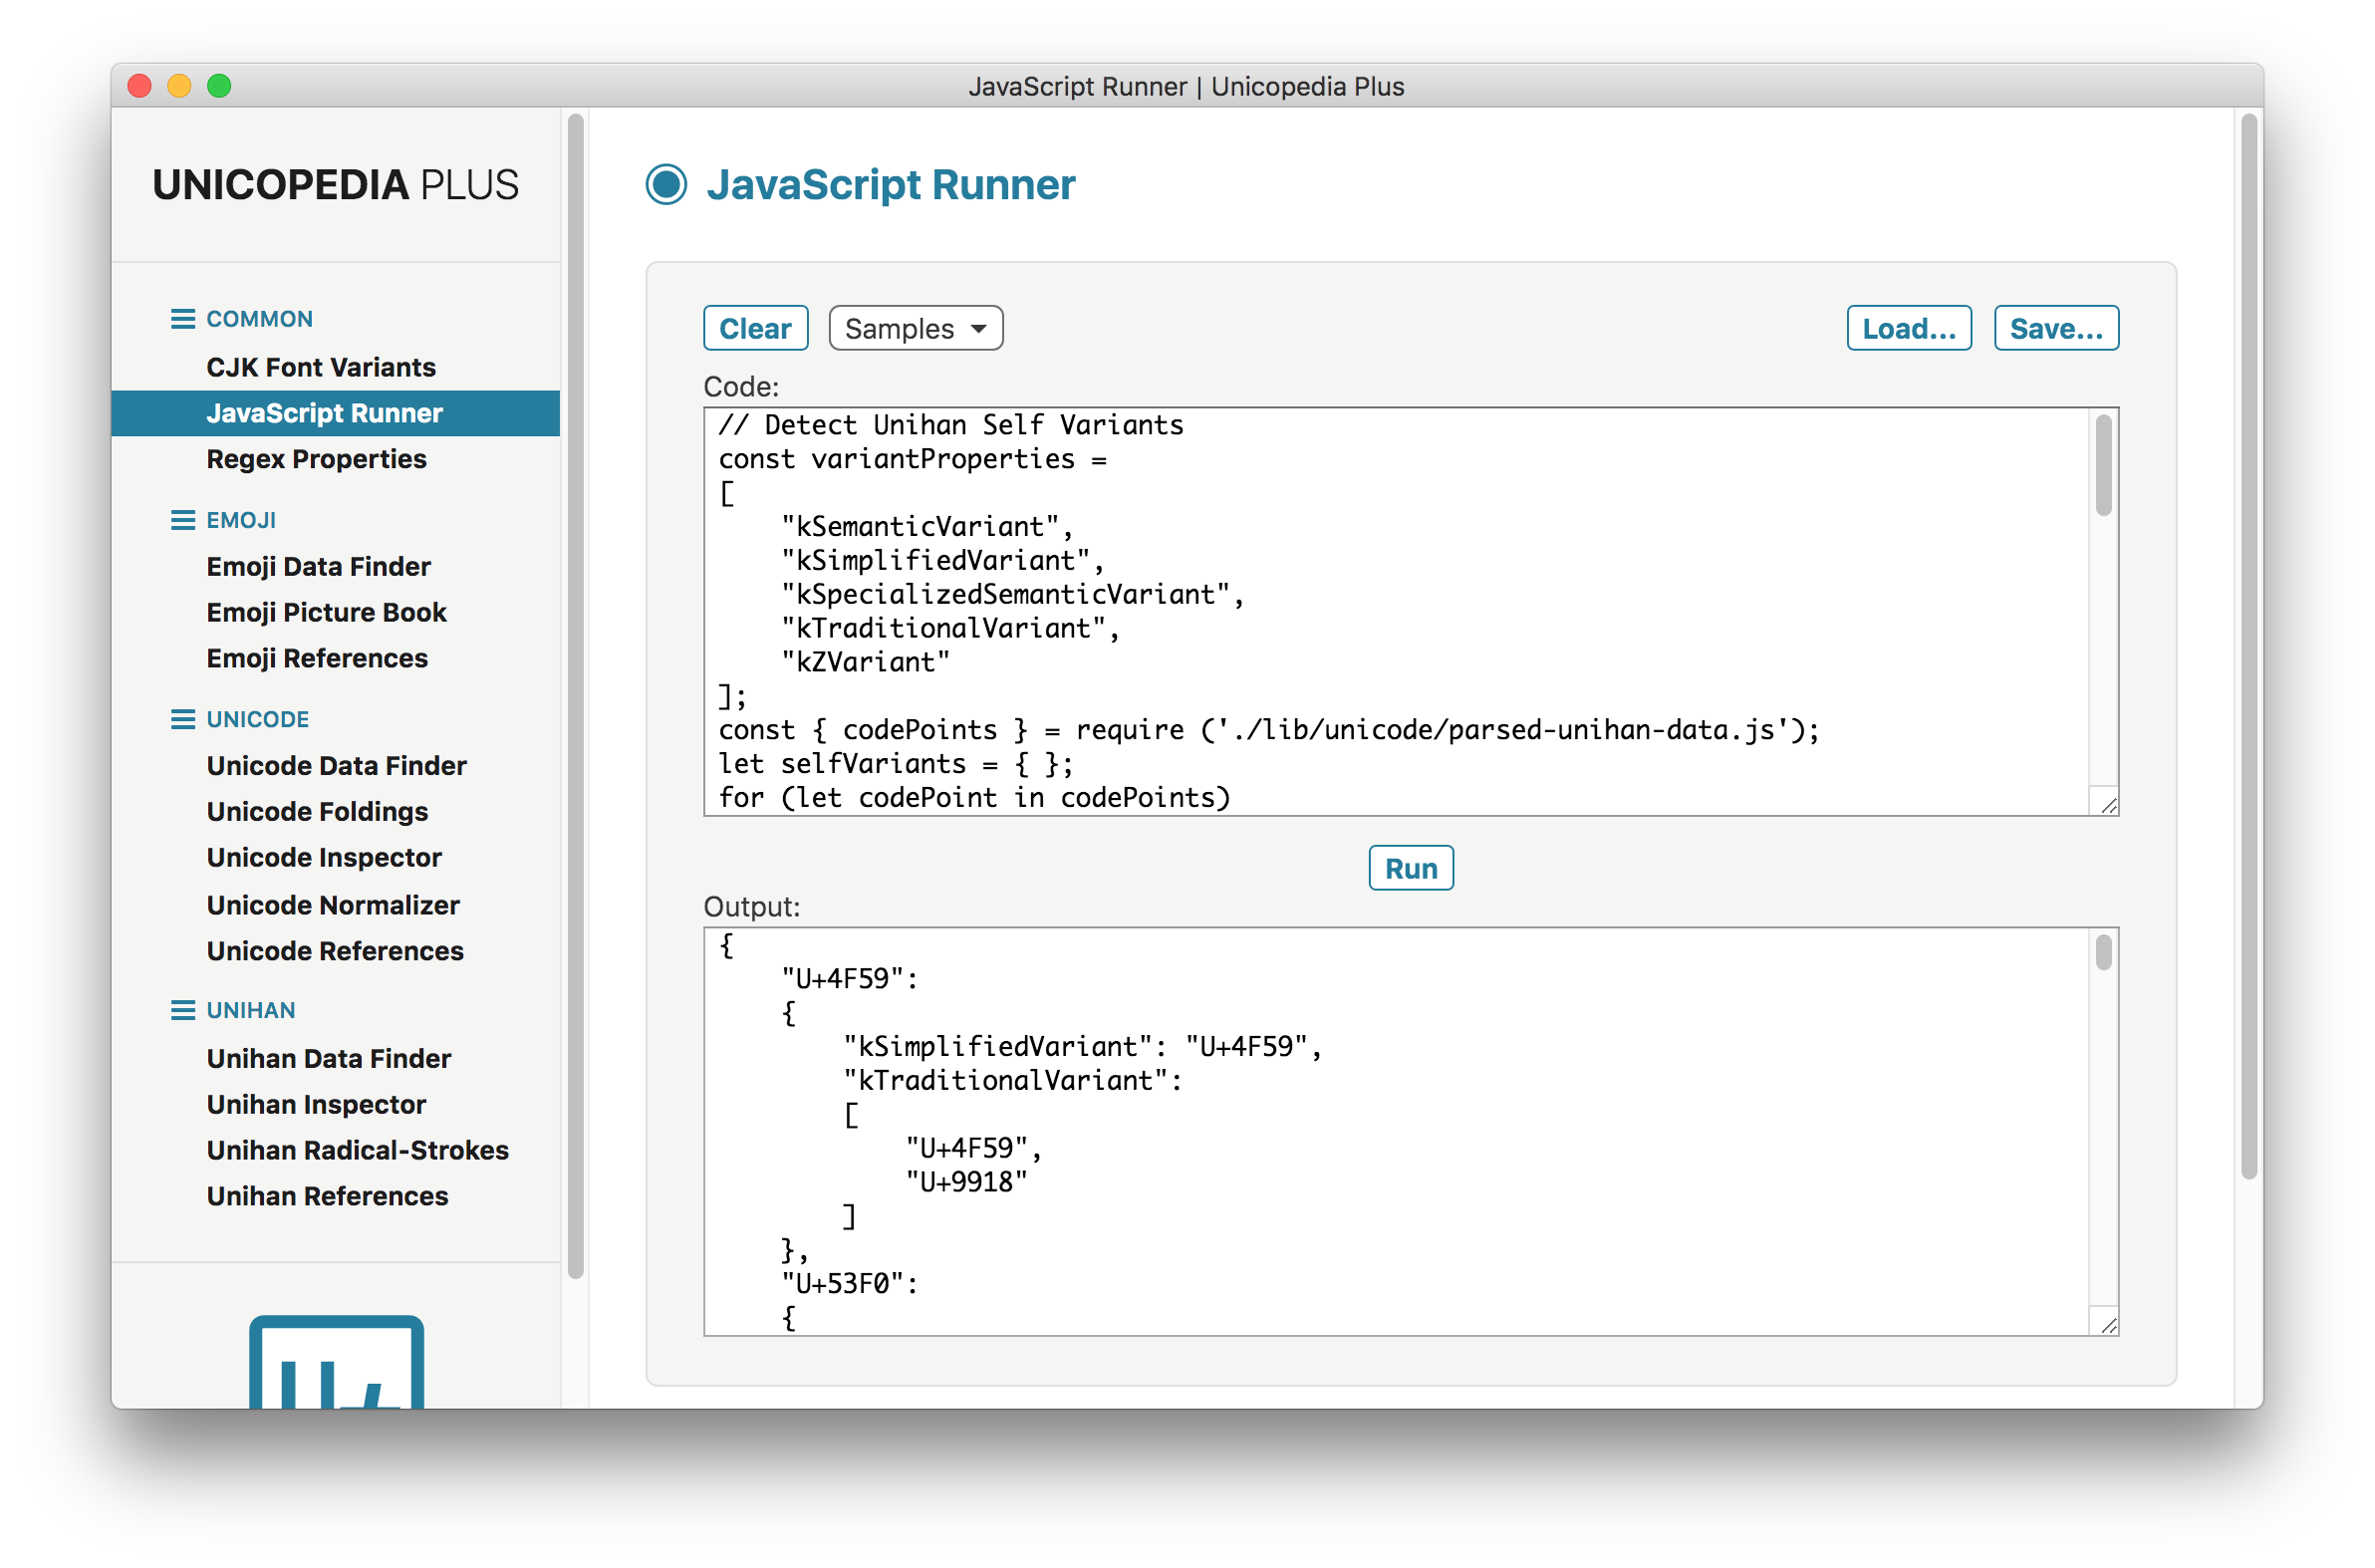 JavaScript Runner | Unicopedia Plus
UNICOPEDIA PLUS
COMMON
CJK Font Variants
JavaScript Runner
Regex Properties
EMOJI
Emoji Data Finder
Emoji Picture Book
Emoji References
UNICODE
Unicode Data Finder
Unicode Foldings
Unicode Inspector
Unicode Normalizer
Unicode References
UNIHAN
Unihan Data Finder
Unihan Inspector
Unihan Radical-Strokes
Unihan References
U+
JavaScript Runner
Clear
Samples
Load...
Save...
Code:
// Detect Unihan Self Variants
const variantProperties =
[
    "kSemanticVariant",
    "kSimplifiedVariant",
    "kSpecializedSemanticVariant",
    "kTraditionalVariant",
    "kZVariant"
];
const { codePoints } = require ('./lib/unicode/parsed-unihan-data.js');
let selfVariants = { };
for (let codePoint in codePoints)
Run
Output:
{
    "U+4F59":
    {
        "kSimplifiedVariant": "U+4F59",
        "kTraditionalVariant":
        [
            "U+4F59",
            "U+9918"
        ]
    },
    "U+53F0":
    {